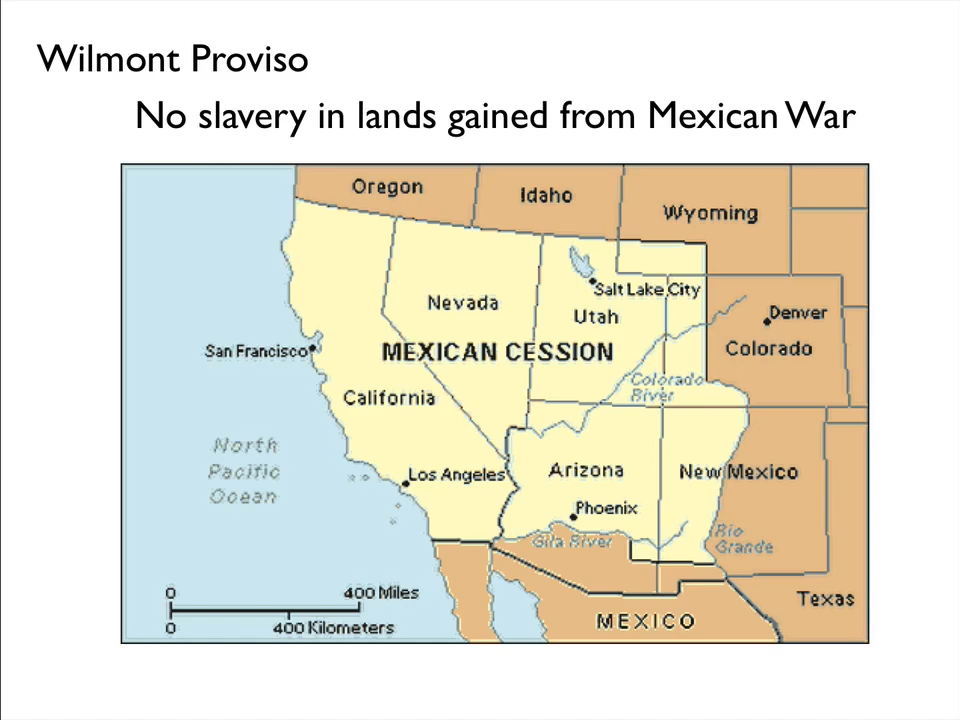 Wilmont Proviso
No slavery in lands gained from Mexican War
Oregon
Idaho
Wyoming
Salt Lake City
Nevada
Utah
Denver
San Francisco
MEXICAN CESSION
Colorado
Colorado
River
California
North
Pacific
Ocean
Los Angeles
Arizona
New Mexico
Phoenix
Gila River
Rio
Grande
0
400 Miles
0
400 Kilometers
MEXICO
Texas